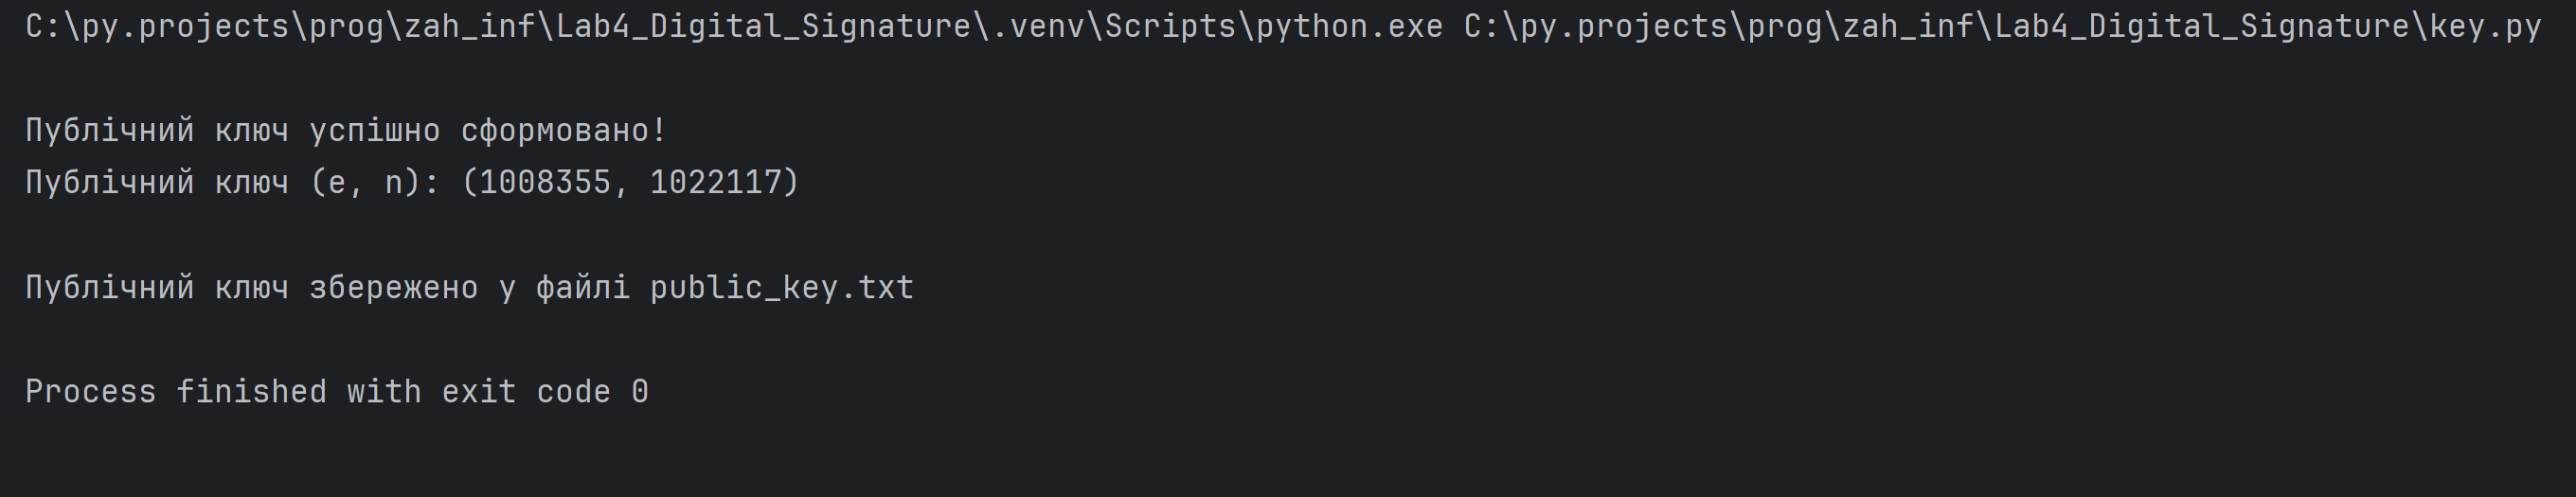 C:\py.projects\prog\zah_inf\Lab4_Digital_Signature\.venv\Scripts\python.exe C:\py.projects\prog\zah_inf\Lab4_Digital_Signature\key.py
Публічний ключ успішно сформовано!
Публічний ключ (e, n): (1008355, 1022117)
Публічний ключ збережено у файлі public_key.txt
Process finished with exit code 0